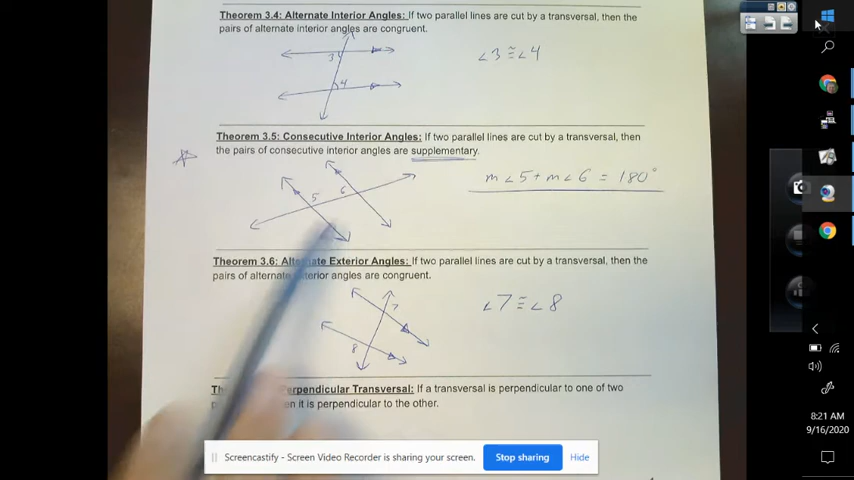 Theorem 3.4: Alternate Interior Angles: If two parallel lines are cut by a transversal, then the
pairs of alternate interior angles are congruent.
3
4
∠3 ≅ ∠4
Theorem 3.5: Consecutive Interior Angles: If two parallel lines are cut by a transversal, then
the pairs of consecutive interior angles are supplementary.
5
6
m∠5 + m∠6 = 180°
Theorem 3.6: Alternate Exterior Angles: If two parallel lines are cut by a transversal, then the
pairs of alternate interior angles are congruent.
7
8
∠7 ≅ ∠8
Perpendicular Transversal: If a transversal is perpendicular to one of two
it is perpendicular to the other.
Screencastify - Screen Video Recorder is sharing your screen.
Stop sharing
Hide
8:21 AM
9/16/2020